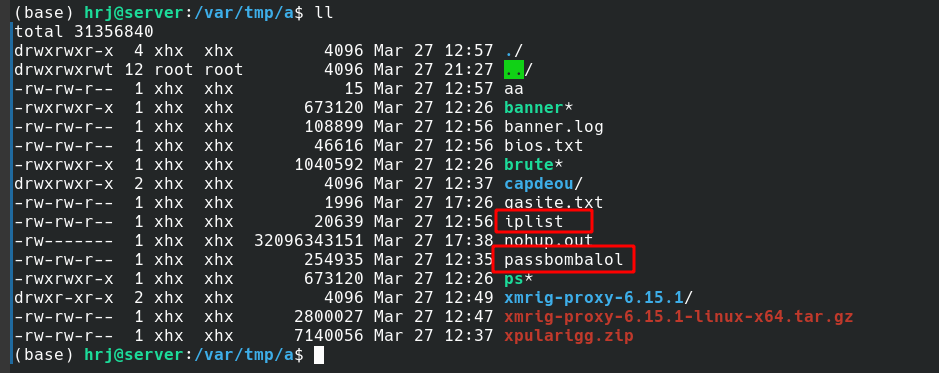 (base) hrj@server:/var/tmp/a$ ll
total 31356840
drwxrwxr-x  4 xhx  xhx         4096 Mar 27 12:57 ./
drwxrwxrwt 12 root root        4096 Mar 27 21:27 ../
-rw-rw-r--  1 xhx  xhx           15 Mar 27 12:57 aa
-rwxrwxr-x  1 xhx  xhx       673120 Mar 27 12:26 banner*
-rw-rw-r--  1 xhx  xhx       108899 Mar 27 12:56 banner.log
-rw-rw-r--  1 xhx  xhx        46616 Mar 27 12:56 bios.txt
-rwxrwxr-x  1 xhx  xhx      1040592 Mar 27 12:26 brute*
drwxrwxr-x  2 xhx  xhx         4096 Mar 27 12:37 capdeou/
-rw-rw-r--  1 xhx  xhx         1996 Mar 27 17:26 gasite.txt
-rw-rw-r--  1 xhx  xhx        20639 Mar 27 12:56 iplist
-rw-------  1 xhx  xhx  32096343151 Mar 27 17:38 nohup.out
-rw-rw-r--  1 xhx  xhx       254935 Mar 27 12:35 passbombalol
-rwxrwxr-x  1 xhx  xhx       673120 Mar 27 12:26 ps*
drwxr-xr-x  2 xhx  xhx         4096 Mar 27 12:49 xmrig-proxy-6.15.1/
-rw-rw-r--  1 xhx  xhx      2800027 Mar 27 12:47 xmrig-proxy-6.15.1-linux-x64.tar.gz
-rw-rw-r--  1 xhx  xhx      7140056 Mar 27 12:37 xpularigg.zip
(base) hrj@server:/var/tmp/a$